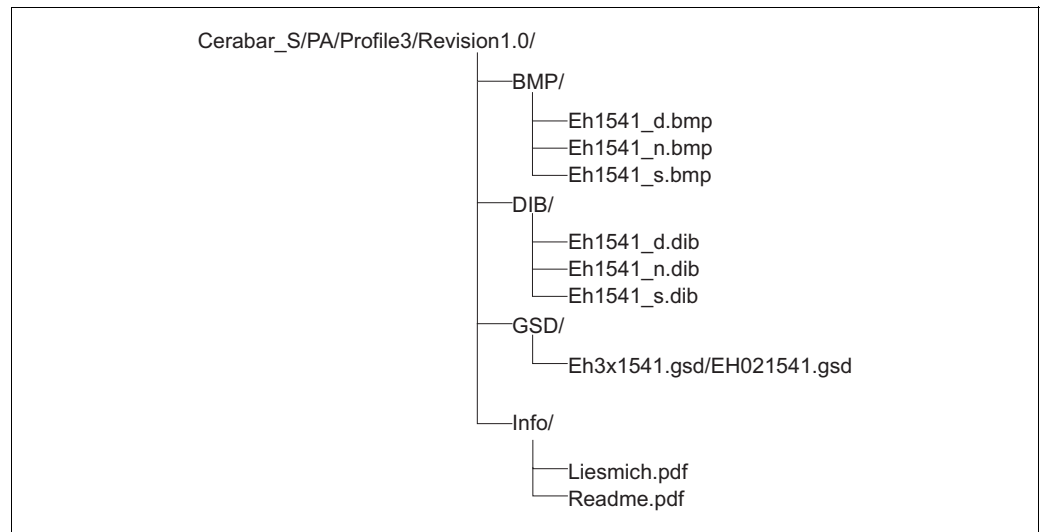 Cerabar_S/PA/Profile3/Revision1.0/
BMP/
Eh1541_d.bmp
Eh1541_n.bmp
Eh1541_s.bmp
DIB/
Eh1541_d.dib
Eh1541_n.dib
Eh1541_s.dib
GSD/
Eh3x1541.gsd/EH021541.gsd
Info/
Liesmich.pdf
Readme.pdf